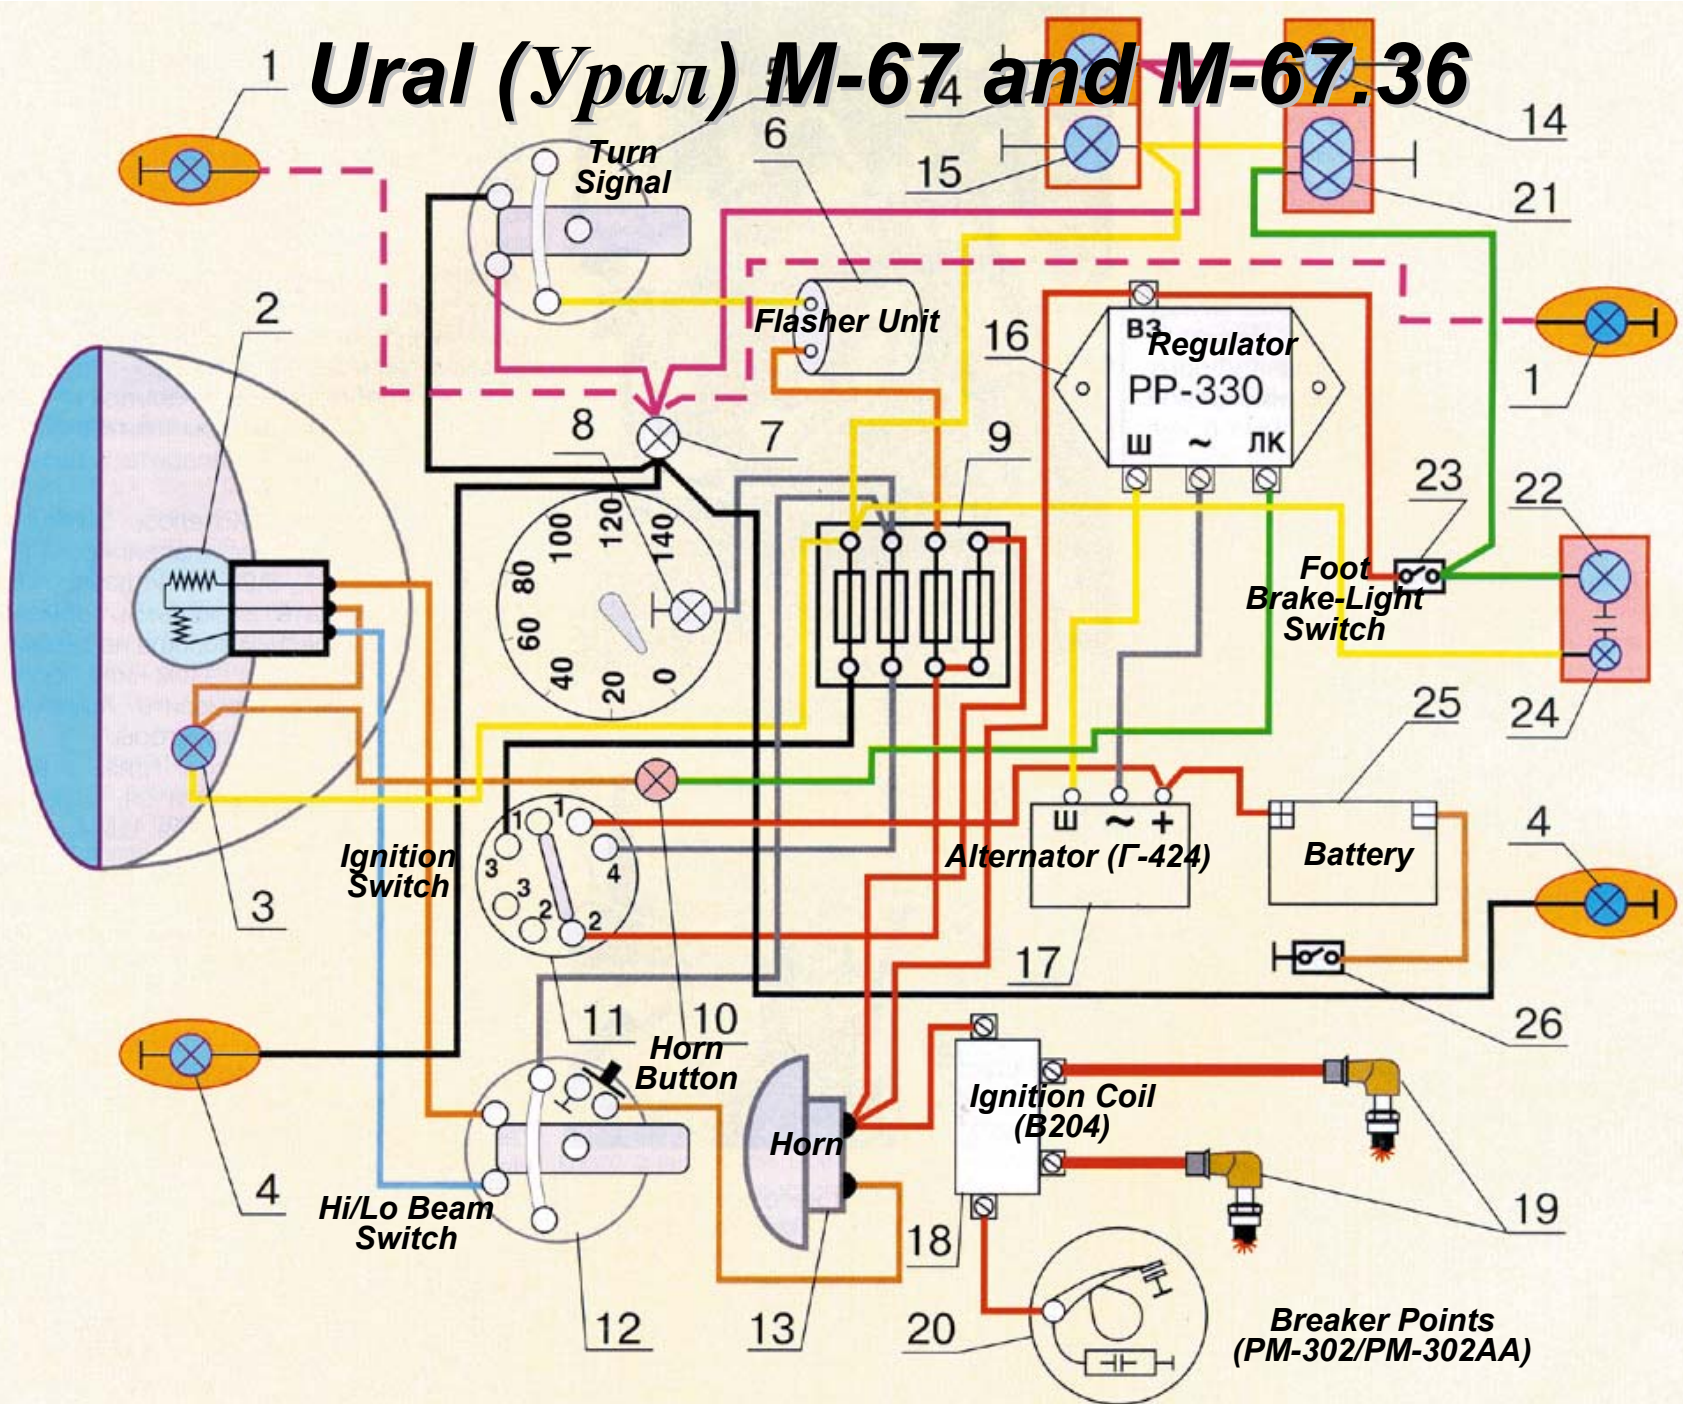 Ural (Урал) M-67 and M-67.36
1
5
6
14
14
15
21
Turn
Signal
2
Flasher Unit
16
ВЗ
Regulator
РР-330
Ш ~ ЛК
1
8
7
9
23
22
0
20
40
60
80
100
120
140
Foot
Brake-Light
Switch
24
25
Ш ~ +
Alternator (Г-424)
Battery
4
Ignition
Switch
1
1
3
4
3
2
2
3
17
26
11
10
Horn
Button
4
Hi/Lo Beam
Switch
Horn
Ignition Coil
(B204)
18
19
12
13
20
Breaker Points
(PM-302/PM-302AA)